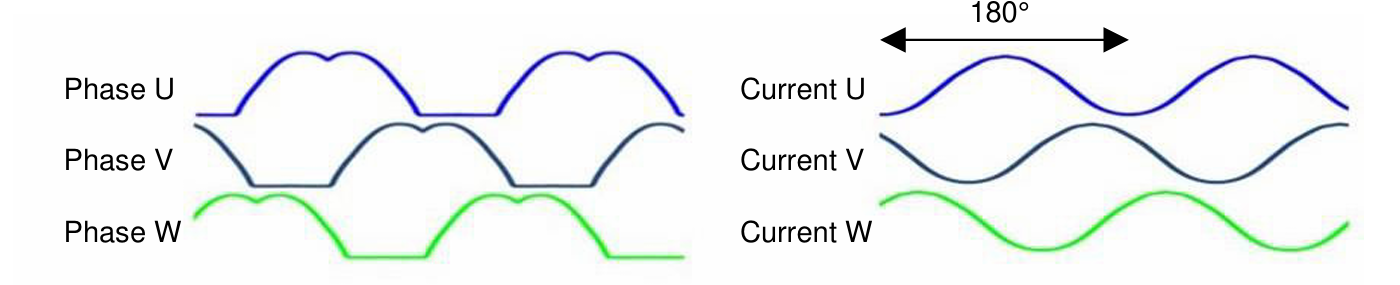 180°
Phase U
Phase V
Phase W
Current U
Current V
Current W